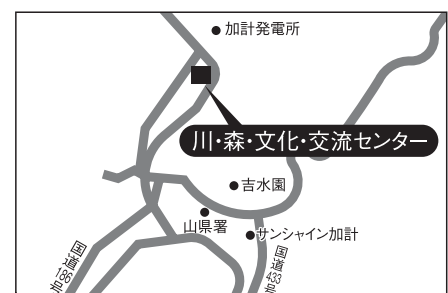 加計発電所
川・森・文化・交流センター
吉水園
山県署
サンシャイン加計
国道186号
国道433号